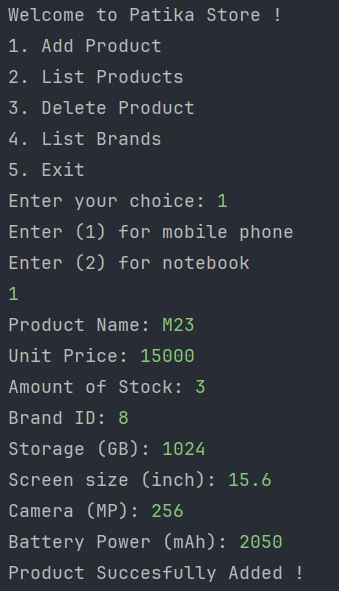 Welcome to Patika Store !
1. Add Product
2. List Products
3. Delete Product
4. List Brands
5. Exit
Enter your choice: 1
Enter (1) for mobile phone
Enter (2) for notebook
1
Product Name: M23
Unit Price: 15000
Amount of Stock: 3
Brand ID: 8
Storage (GB): 1024
Screen size (inch): 15.6
Camera (MP): 256
Battery Power (mAh): 2050
Product Succesfully Added !